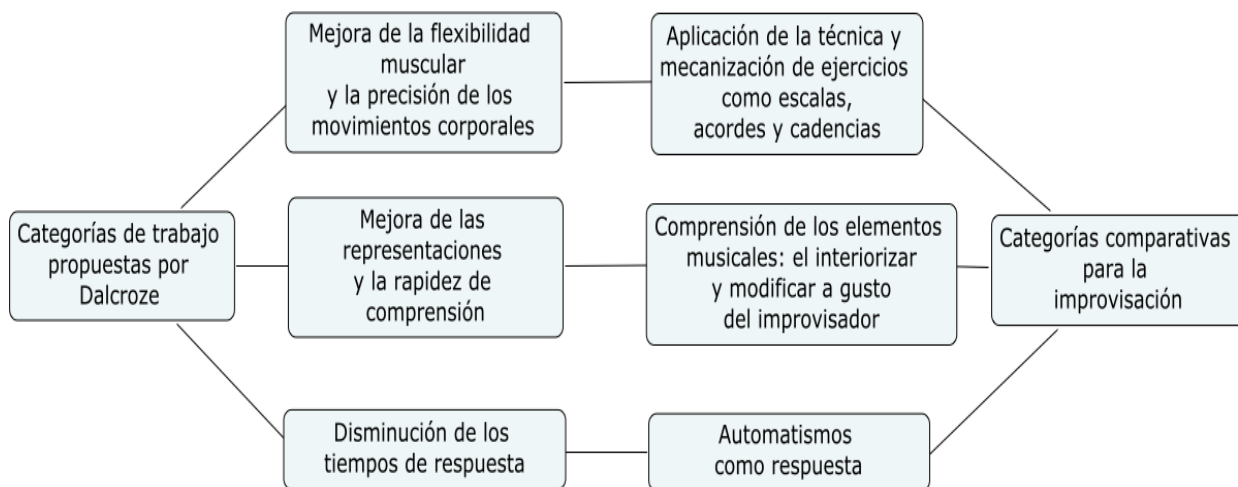 Mejora de la flexibilidad
muscular
y la precisión de los
movimientos corporales
Aplicación de la técnica y
mecanización de ejercicios
como escalas,
acordes y cadencias
Categorías de trabajo
propuestas por
Dalcroze
Mejora de las
representaciones
y la rapidez de
comprensión
Comprensión de los elementos
musicales: el interiorizar
y modificar a gusto
del improvisador
Categorías comparativas
para la
improvisación
Disminución de los
tiempos de respuesta
Automatismos
como respuesta